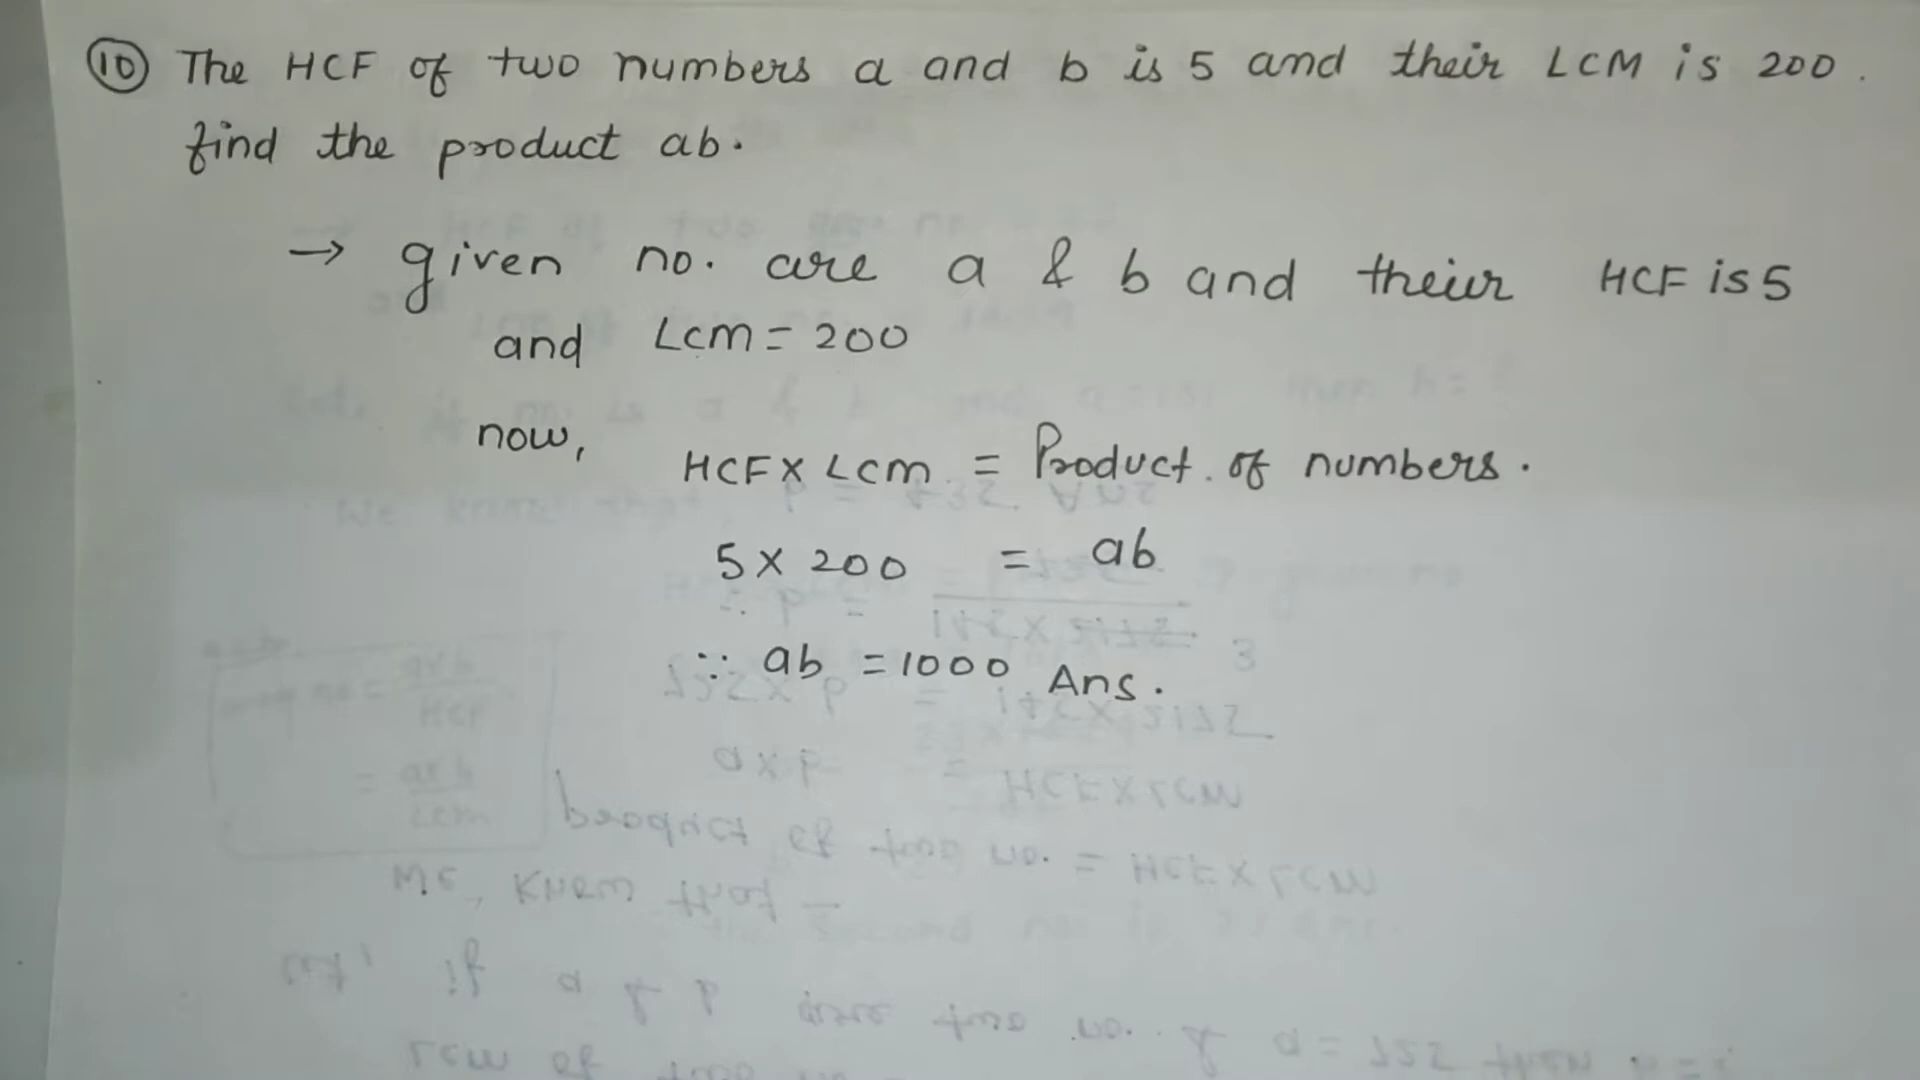 10 The HCF of two numbers a and b is 5 and their LCM is 200.
find the product ab.
→ given no. are a & b and their HCF is 5
and LCM = 200
now,
HCF X LCM = Product. of numbers.
5 X 200 = ab
∵ ab = 1000 Ans.